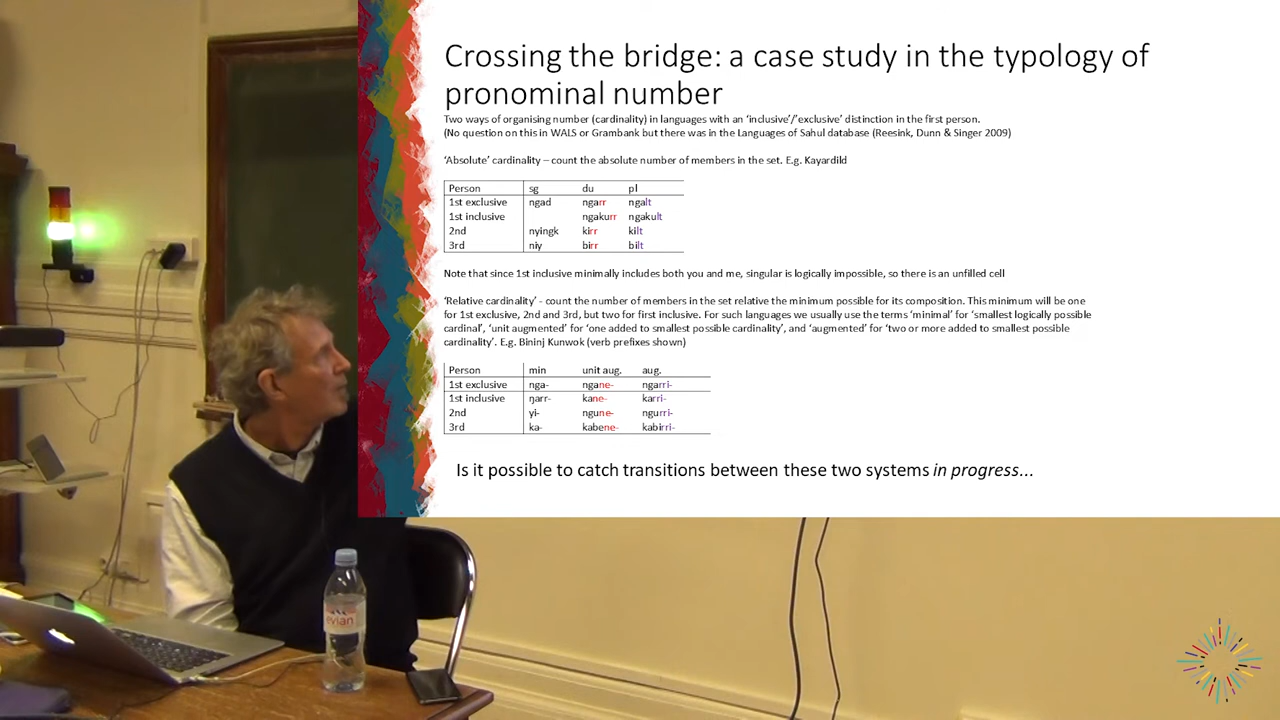 Crossing the bridge: a case study in the typology of
pronominal number
Two ways of organising number (cardinality) in languages with an 'inclusive'/'exclusive' distinction in the first person.
(No question on this in WALS or Grambank but there was in the Languages of Sahul database (Reesink, Dunn & Singer 2009)
'Absolute' cardinality – count the absolute number of members in the set. E.g. Kayardild
Person sg du pl
1st exclusive ngad ngarr ngalt
1st inclusive ngakurr ngakult
2nd nyingk kirr kilt
3rd niy birr bilt
Note that since 1st inclusive minimally includes both you and me, singular is logically impossible, so there is an unfilled cell
'Relative cardinality' - count the number of members in the set relative the minimum possible for its composition. This minimum will be one
for 1st exclusive, 2nd and 3rd, but two for first inclusive. For such languages we usually use the terms 'minimal' for 'smallest logically possible
cardinal', 'unit augmented' for 'one added to smallest possible cardinality', and 'augmented' for 'two or more added to smallest possible
cardinality'. E.g. Bininj Kunwok (verb prefixes shown)
Person min unit aug. aug.
1st exclusive nga- ngane- ngarri-
1st inclusive ŋarr- kane- karri-
2nd yi- ngune- ngurri-
3rd ka- kabene- kabirri-
Is it possible to catch transitions between these two systems in progress...
evian